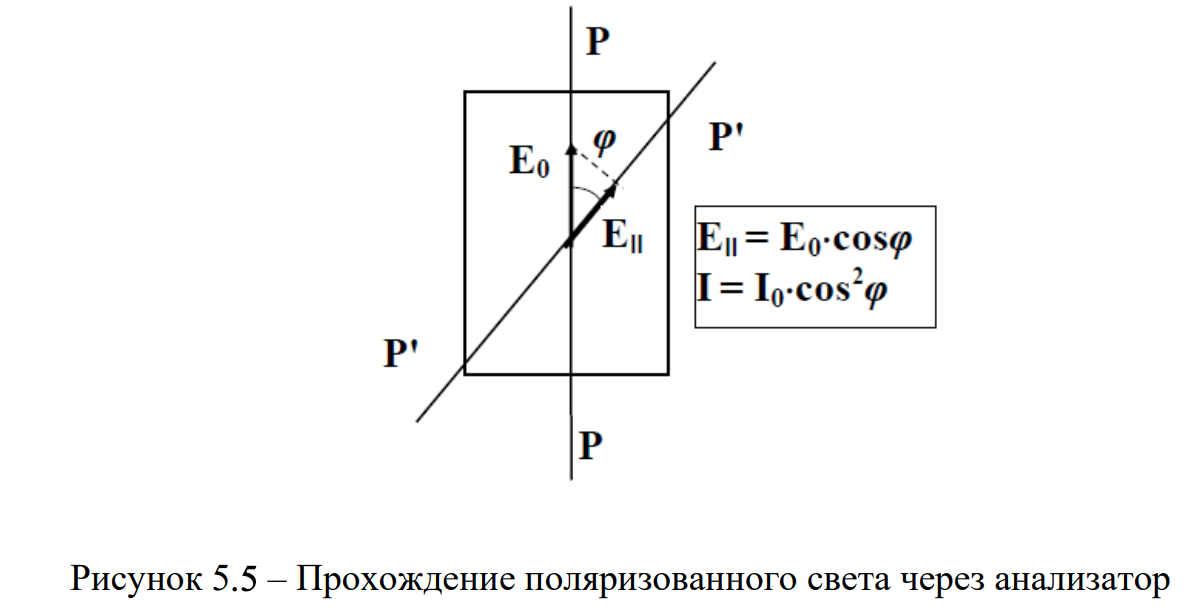 P
φ
P'
E₀
E||
E|| = E₀·cosφ
I = I₀·cos²φ
P'
P
Рисунок 5.5 – Прохождение поляризованного света через анализатор